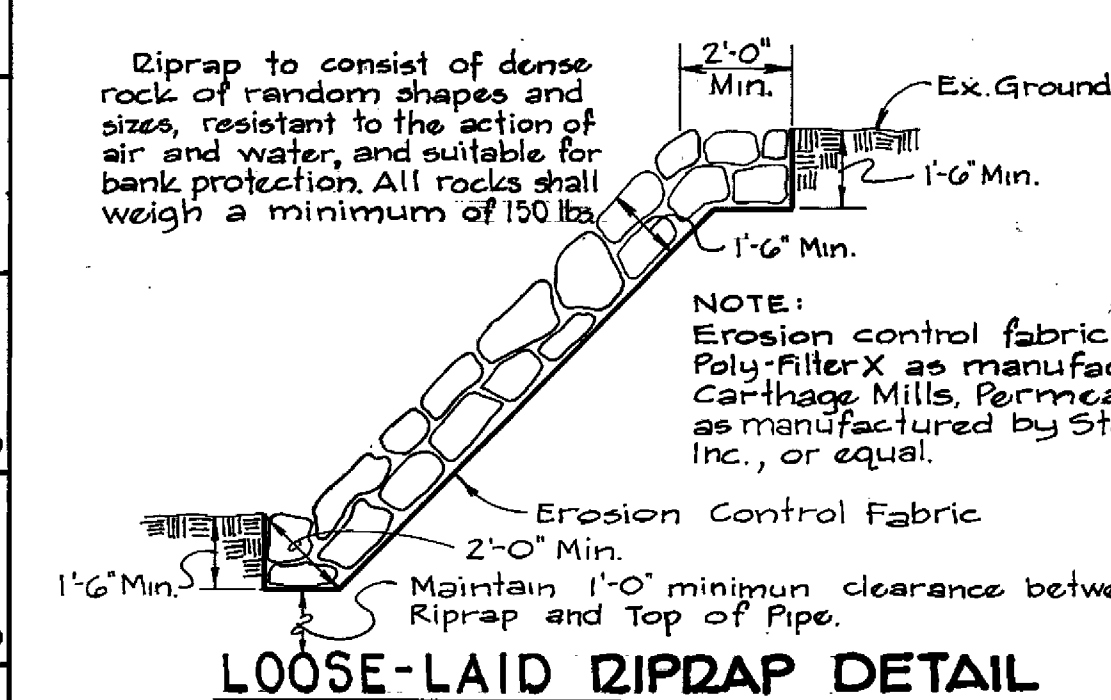 Riprap to consist of dense
rock of random shapes and
sizes, resistant to the action of
air and water, and suitable for
bank protection. All rocks shall
weigh a minimum of 150 lbs.
2'-0"
Min.
Ex. Ground
1'-6" Min.
1'-6" Min.
NOTE:
Erosion control fabric
Poly-Filter X as manufac
Carthage Mills, Permea
as manufactured by St
Inc., or equal.
Erosion Control Fabric
2'-0" Min.
1'-6" Min.
Maintain 1'-0" minimun clearance betwe
Riprap and Top of Pipe.
LOOSE-LAID RIPRAP DETAIL